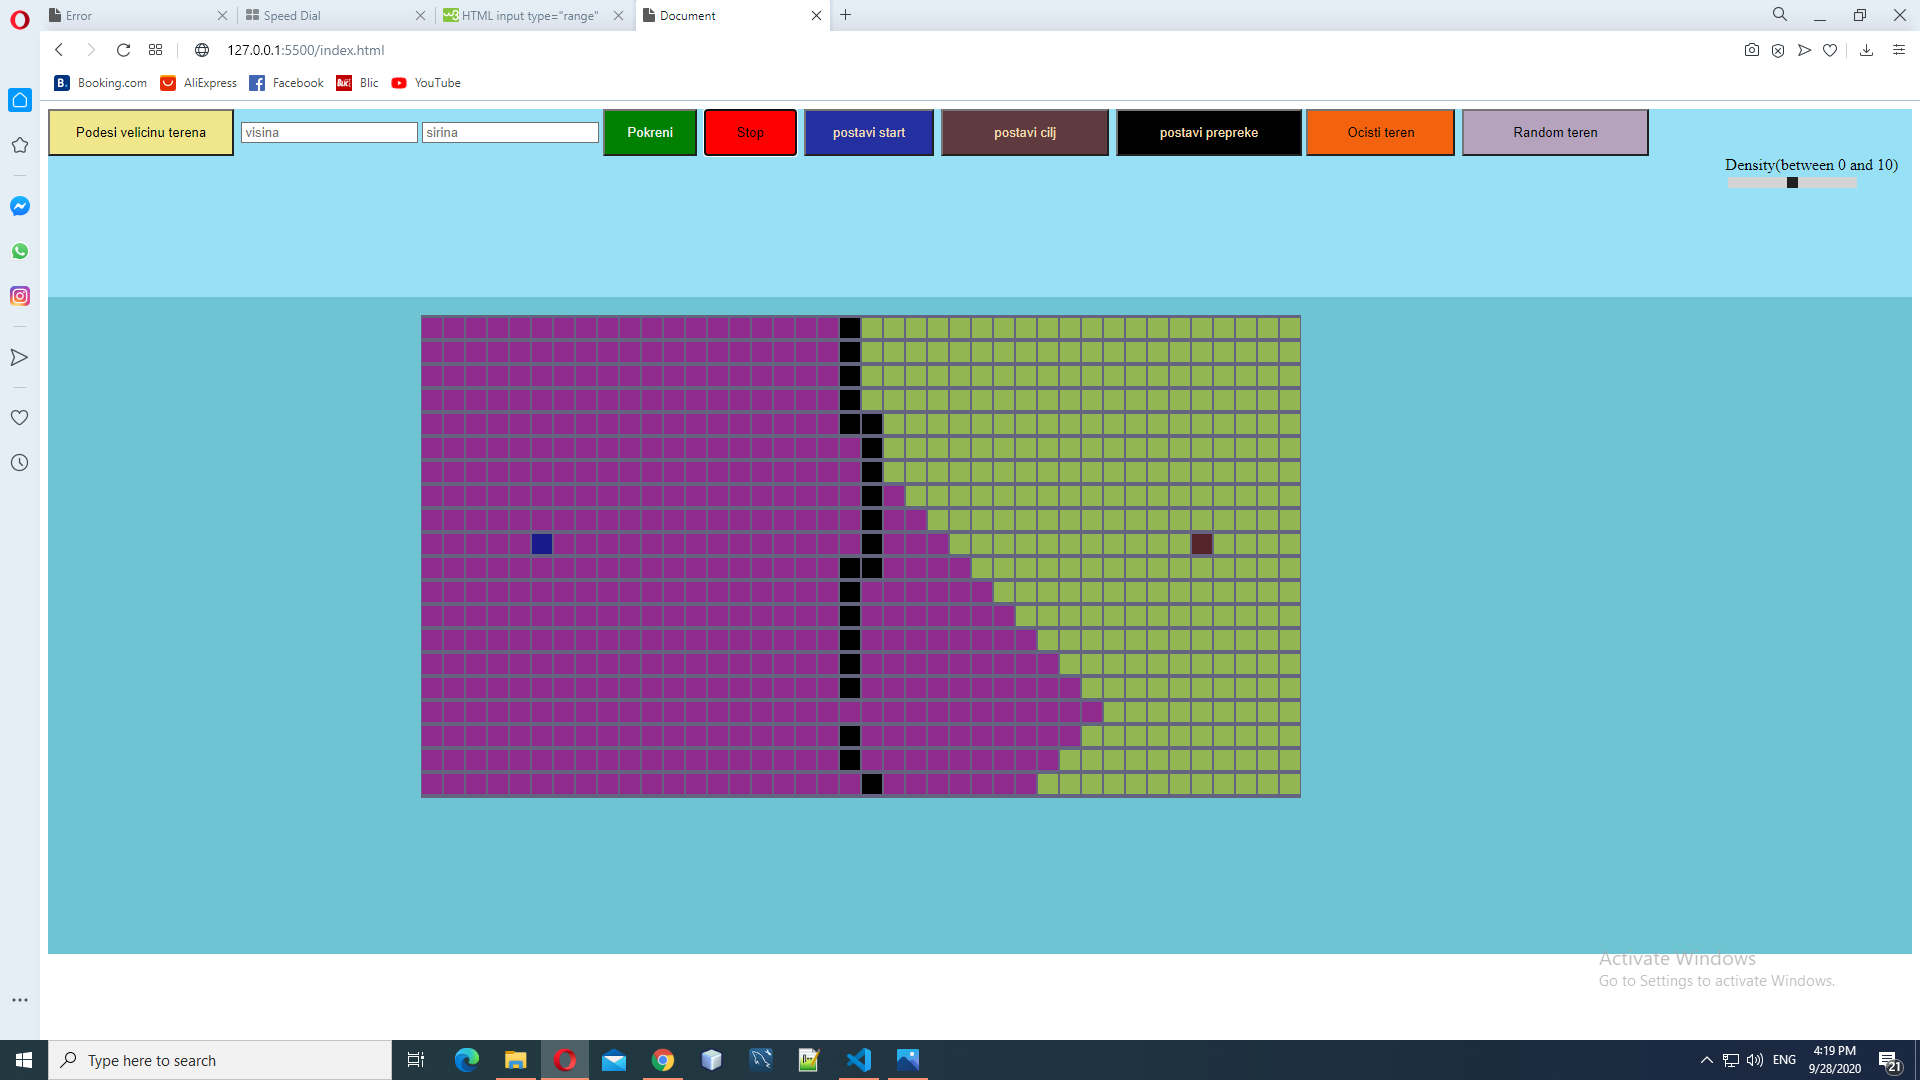 Error
Speed Dial
HTML input type="range"
Document
127.0.0.1:5500/index.html
Booking.com AliExpress Facebook Blic YouTube
Podesi velicinu terena visina sirina Pokreni Stop postavi start postavi cilj postavi prepreke Ocisti teren Random teren
Density(between 0 and 10)
Activate Windows
Go to Settings to activate Windows.
Type here to search
ENG
4:19 PM
9/28/2020
21